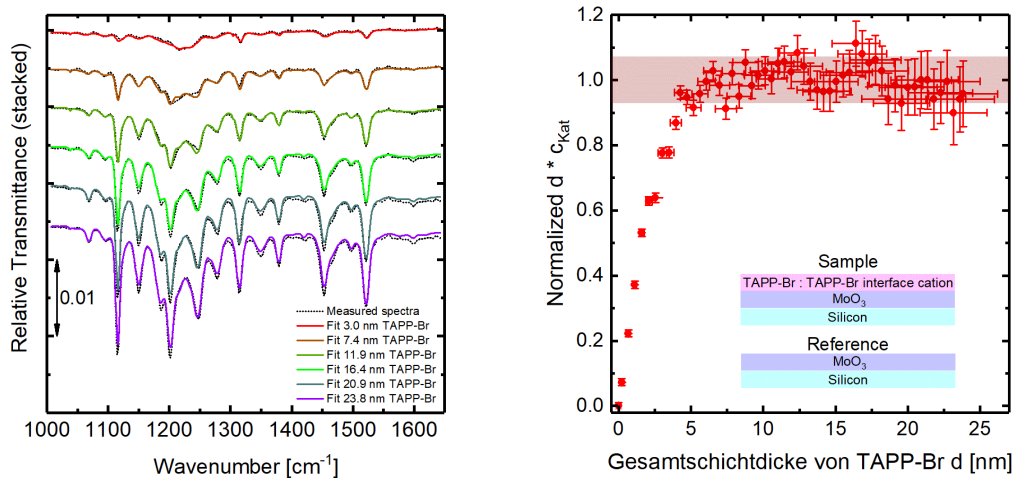 Relative Transmittance (stacked)
0.01
Measured spectra
Fit 3.0 nm TAPP-Br
Fit 7.4 nm TAPP-Br
Fit 11.9 nm TAPP-Br
Fit 16.4 nm TAPP-Br
Fit 20.9 nm TAPP-Br
Fit 23.8 nm TAPP-Br
1000 1100 1200 1300 1400 1500 1600
Wavenumber [cm⁻¹]
Normalized d * c_Kat
1.2
1.0
0.8
0.6
0.4
0.2
0.0
Sample
TAPP-Br : TAPP-Br interface cation
MoO₃
Silicon
Reference
MoO₃
Silicon
0 5 10 15 20 25
Gesamtschichtdicke von TAPP-Br d [nm]